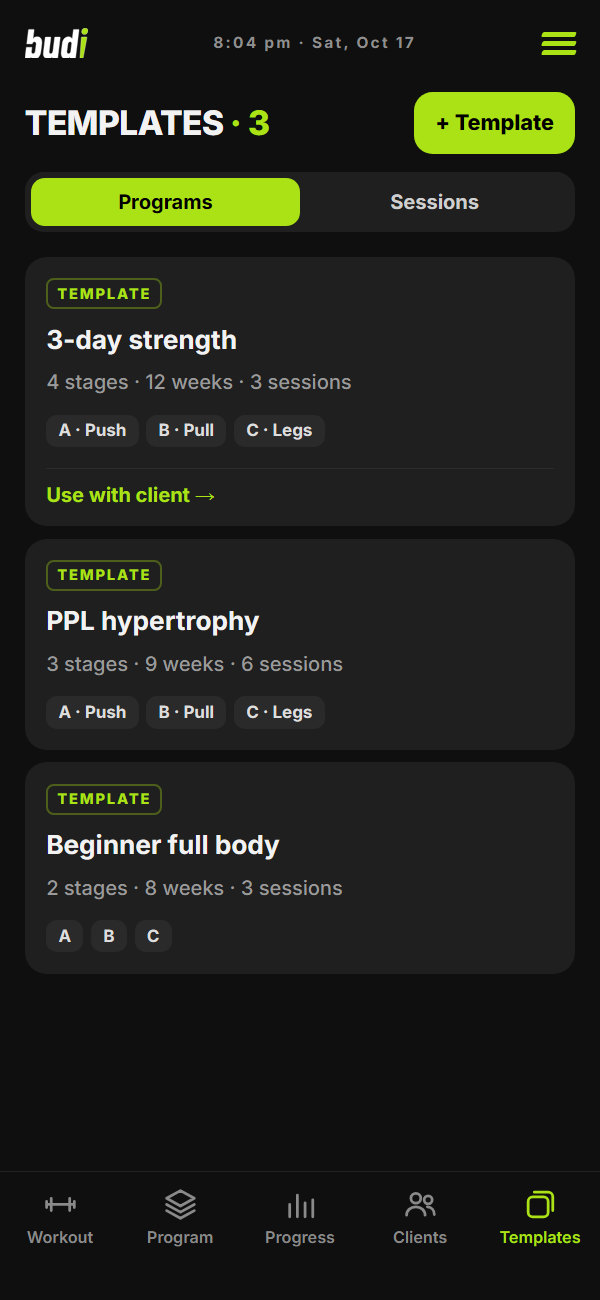 budi
8:04 pm · Sat, Oct 17
TEMPLATES · 3
+ Template
Programs
Sessions
TEMPLATE
3-day strength
4 stages · 12 weeks · 3 sessions
A · Push B · Pull C · Legs
Use with client →
TEMPLATE
PPL hypertrophy
3 stages · 9 weeks · 6 sessions
A · Push B · Pull C · Legs
TEMPLATE
Beginner full body
2 stages · 8 weeks · 3 sessions
A B C
Workout Program Progress Clients Templates